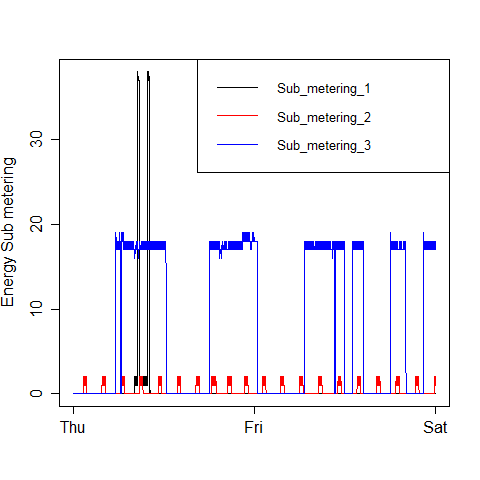 Sub_metering_1
Sub_metering_2
Sub_metering_3
Energy Sub metering
30
20
10
0
Thu Fri Sat